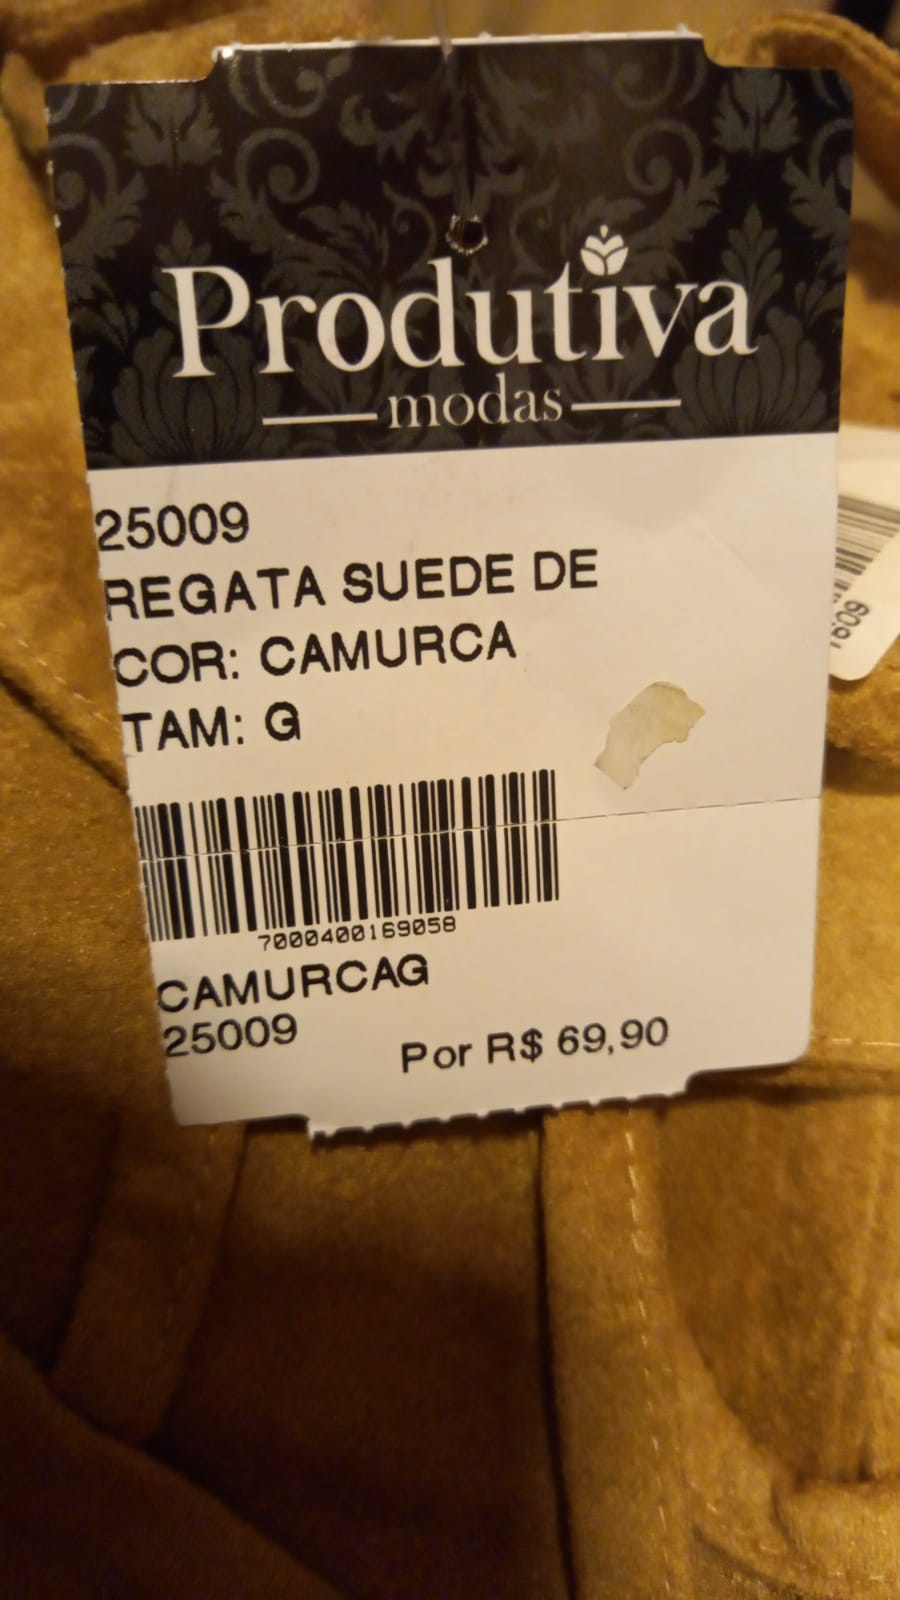 Produtiva
modas
25009
REGATA SUEDE DE
COR: CAMURCA
TAM: G
7000400169058
CAMURCAG
25009
Por R$ 69,90